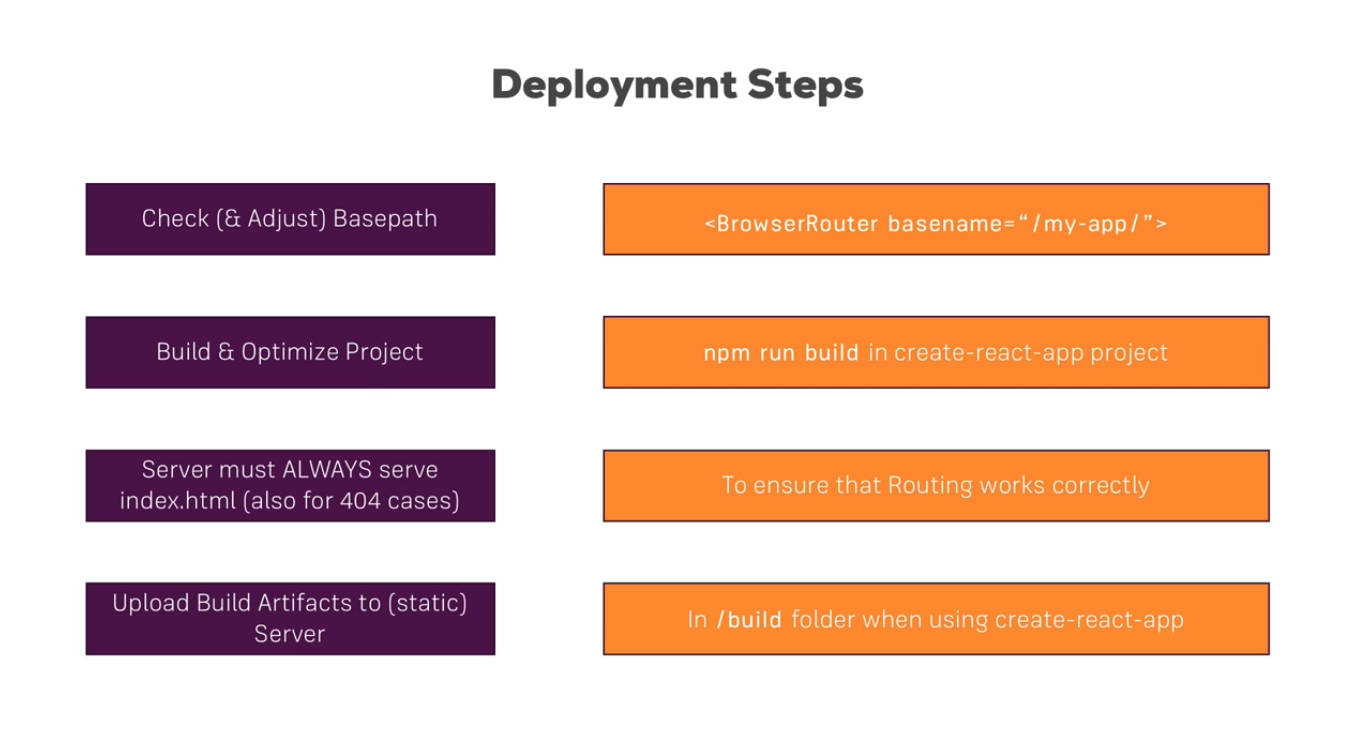 Deployment Steps
Check (& Adjust) Basepath
<BrowserRouter basename=“/my-app/”>
Build & Optimize Project
npm run build in create-react-app project
Server must ALWAYS serve
index.html (also for 404 cases)
To ensure that Routing works correctly
Upload Build Artifacts to (static)
Server
In /build folder when using create-react-app